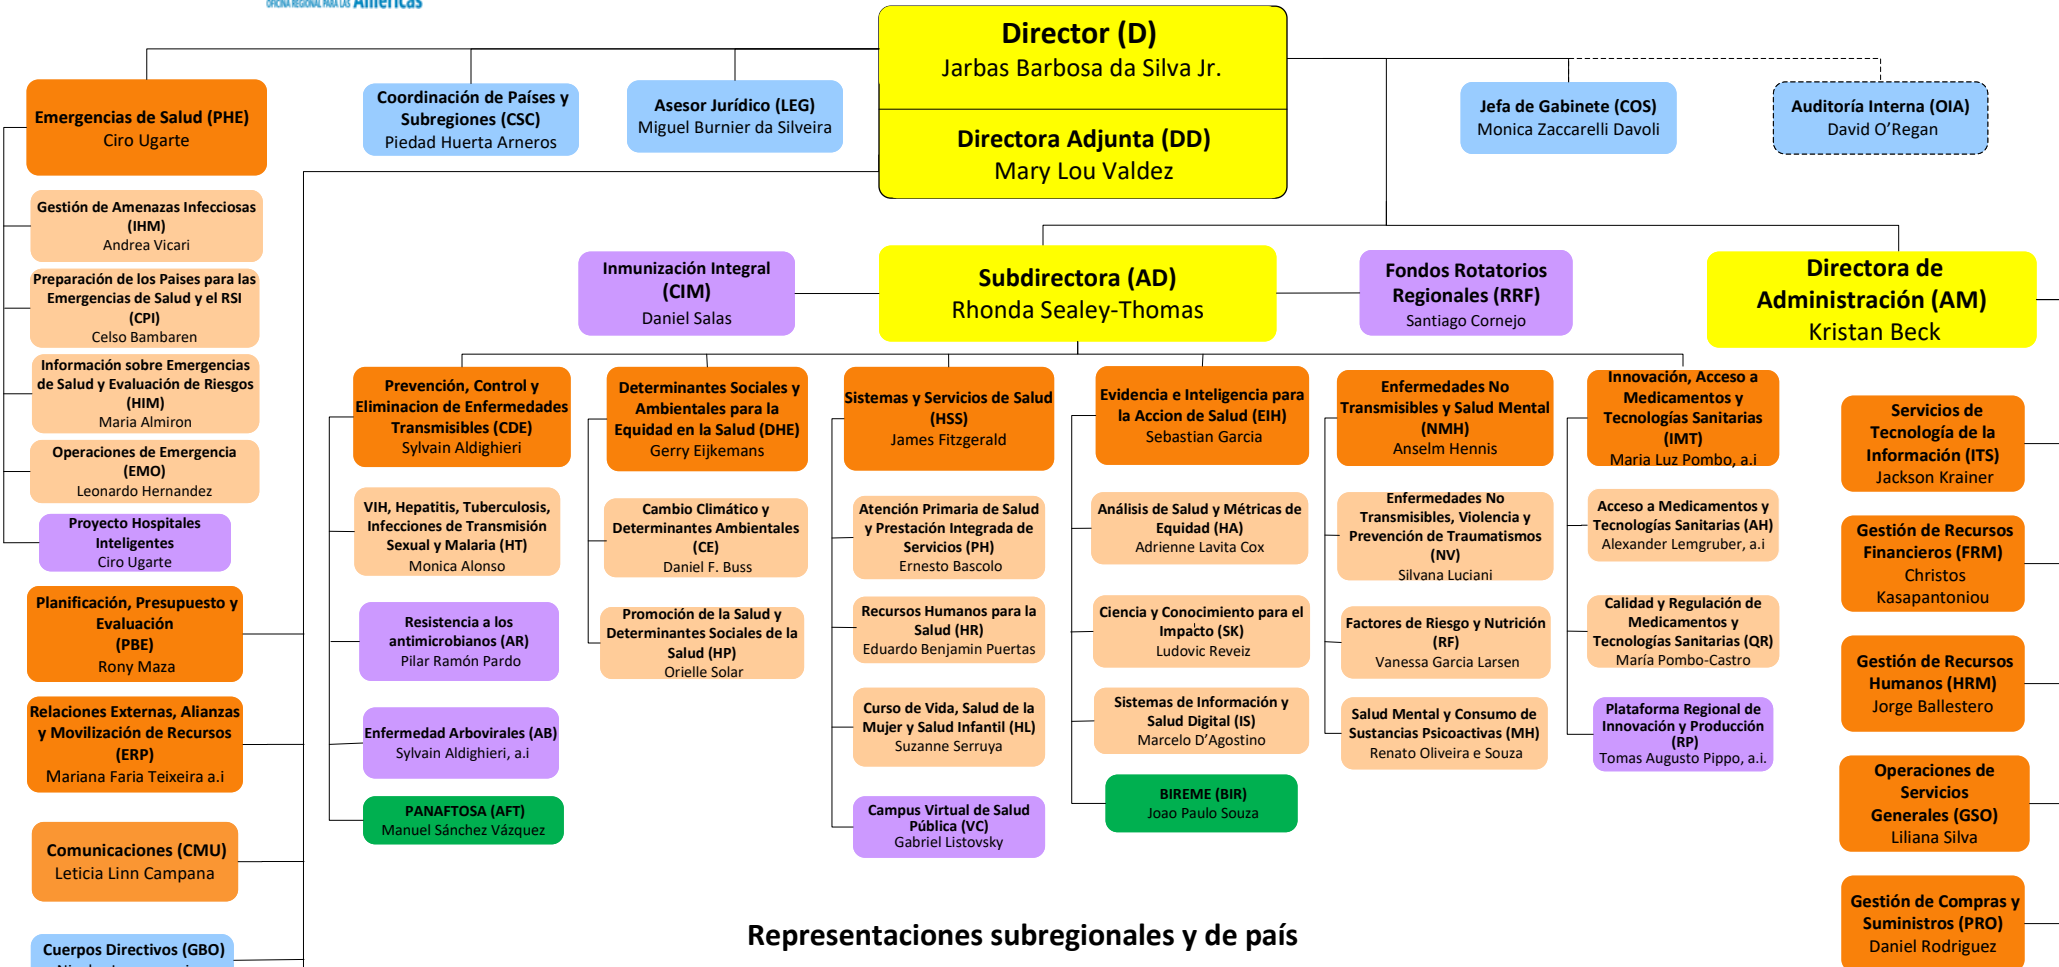 OFICINA REGIONAL PARA LAS Américas
Director (D)
Jarbas Barbosa da Silva Jr.
Directora Adjunta (DD)
Mary Lou Valdez
Emergencias de Salud (PHE)
Ciro Ugarte
Coordinación de Países y
Subregiones (CSC)
Piedad Huerta Arneros
Asesor Jurídico (LEG)
Miguel Burnier da Silveira
Jefa de Gabinete (COS)
Monica Zaccarelli Davoli
Auditoría Interna (OIA)
David O’Regan
Gestión de Amenazas Infecciosas
(IHM)
Andrea Vicari
Preparación de los Paises para las
Emergencias de Salud y el RSI
(CPI)
Celso Bambaren
Información sobre Emergencias
de Salud y Evaluación de Riesgos
(HIM)
Maria Almiron
Operaciones de Emergencia
(EMO)
Leonardo Hernandez
Proyecto Hospitales
Inteligentes
Ciro Ugarte
Planificación, Presupuesto y
Evaluación
(PBE)
Rony Maza
Relaciones Externas, Alianzas
y Movilización de Recursos
(ERP)
Mariana Faria Teixeira a.i
Comunicaciones (CMU)
Leticia Linn Campana
Cuerpos Directivos (GBO)
Inmunización Integral
(CIM)
Daniel Salas
Subdirectora (AD)
Rhonda Sealey-Thomas
Fondos Rotatorios
Regionales (RRF)
Santiago Cornejo
Directora de
Administración (AM)
Kristan Beck
Prevención, Control y
Eliminacion de Enfermedades
Transmisibles (CDE)
Sylvain Aldighieri
VIH, Hepatitis, Tuberculosis,
Infecciones de Transmisión
Sexual y Malaria (HT)
Monica Alonso
Resistencia a los
antimicrobianos (AR)
Pilar Ramón Pardo
Enfermedad Arbovirales (AB)
Sylvain Aldighieri, a.i
PANAFTOSA (AFT)
Manuel Sánchez Vázquez
Determinantes Sociales y
Ambientales para la
Equidad en la Salud (DHE)
Gerry Eijkemans
Cambio Climático y
Determinantes Ambientales
(CE)
Daniel F. Buss
Promoción de la Salud y
Determinantes Sociales de la
Salud (HP)
Orielle Solar
Sistemas y Servicios de Salud
(HSS)
James Fitzgerald
Atención Primaria de Salud
y Prestación Integrada de
Servicios (PH)
Ernesto Bascolo
Recursos Humanos para la
Salud (HR)
Eduardo Benjamin Puertas
Curso de Vida, Salud de la
Mujer y Salud Infantil (HL)
Suzanne Serruya
Campus Virtual de Salud
Pública (VC)
Gabriel Listovsky
Evidencia e Inteligencia para
la Accion de Salud (EIH)
Sebastian Garcia
Análisis de Salud y Métricas de
Equidad (HA)
Adrienne Lavita Cox
Ciencia y Conocimiento para el
Impacto (SK)
Ludovic Reveiz
Sistemas de Información y
Salud Digital (IS)
Marcelo D’Agostino
BIREME (BIR)
Joao Paulo Souza
Enfermedades No
Transmisibles y Salud Mental
(NMH)
Anselm Hennis
Enfermedades No
Transmisibles, Violencia y
Prevención de Traumatismos
(NV)
Silvana Luciani
Factores de Riesgo y Nutrición
(RF)
Vanessa Garcia Larsen
Salud Mental y Consumo de
Sustancias Psicoactivas (MH)
Renato Oliveira e Souza
Innovación, Acceso a
Medicamentos y
Tecnologías Sanitarias
(IMT)
Maria Luz Pombo, a.i
Acceso a Medicamentos y
Tecnologías Sanitarias (AH)
Alexander Lemgruber, a.i
Calidad y Regulación de
Medicamentos y
Tecnologías Sanitarias (QR)
María Pombo-Castro
Plataforma Regional de
Innovación y Producción
(RP)
Tomas Augusto Pippo, a.i.
Servicios de
Tecnología de la
Información (ITS)
Jackson Krainer
Gestión de Recursos
Financieros (FRM)
Christos
Kasapantoniou
Gestión de Recursos
Humanos (HRM)
Jorge Ballestero
Operaciones de
Servicios
Generales (GSO)
Liliana Silva
Gestión de Compras y
Suministros (PRO)
Daniel Rodriguez
Representaciones subregionales y de país